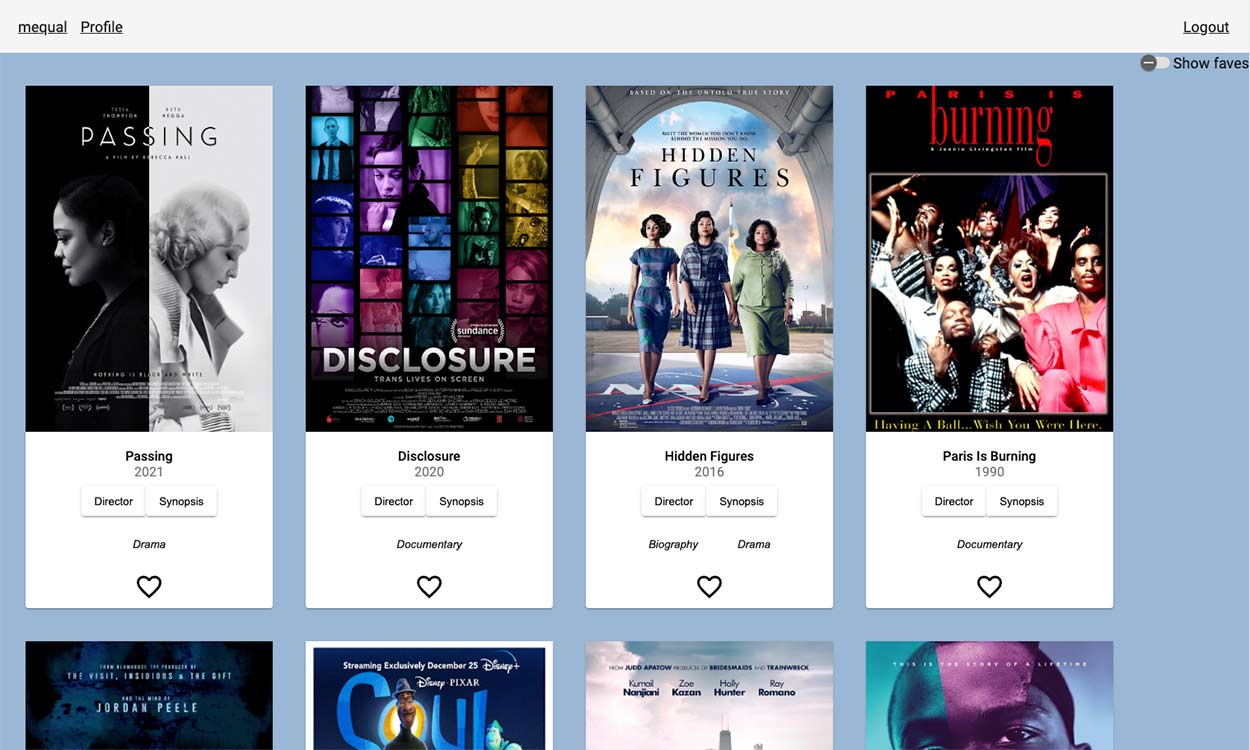 mequal Profile Logout
Show faves
TESSA THOMPSON RUTH NEGGA
PASSING
A FILM BY REBECCA HALL
NOTHING IS BLACK AND WHITE
sundance
DISCLOSURE
TRANS LIVES ON SCREEN
BASED ON THE UNTOLD TRUE STORY
MEET THE WOMEN YOU DON'T KNOW
BEHIND THE MISSION YOU DO.
HIDDEN
FIGURES
NASA
PARIS IS
burning
A Jennie Livingston Film
Having A Ball...Wish You Were Here.
Passing
2021
Director Synopsis
Drama
Disclosure
2020
Director Synopsis
Documentary
Hidden Figures
2016
Director Synopsis
Biography Drama
Paris Is Burning
1990
Director Synopsis
Documentary
FROM BLUMHOUSE THE PRODUCER OF
THE VISIT, INSIDIOUS & THE GIFT
AND THE MIND OF
JORDAN PEELE
Streaming Exclusively December 25 Disney+
Disney • PIXAR
SOUL
FROM JUDD APATOW PRODUCER OF BRIDESMAIDS AND TRAINWRECK
Kumail Nanjiani Zoe Kazan Holly Hunter Ray Romano
THIS IS THE STORY OF A LIFETIME